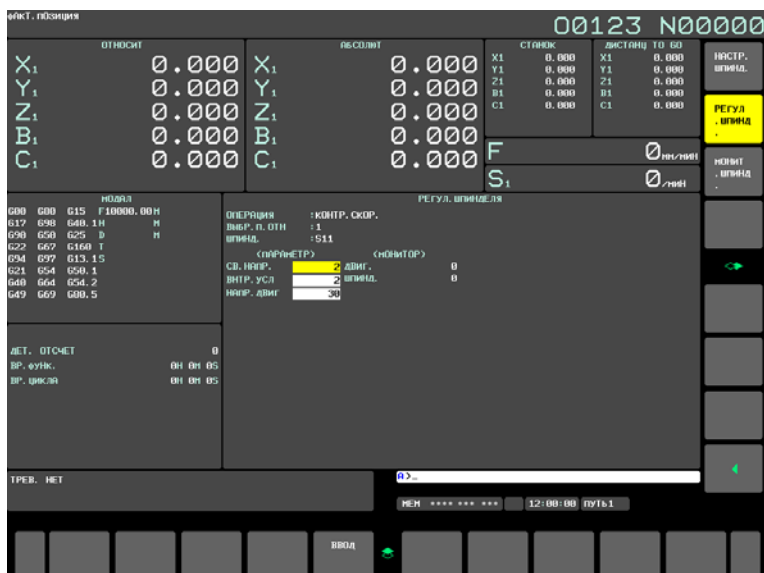 ФАКТ. ПОЗИЦИЯ
O0123 N00000
ОТНОСИТ
X1 0.000
Y1 0.000
Z1 0.000
B1 0.000
C1 0.000
АБСОЛЮТ
X1 0.000
Y1 0.000
Z1 0.000
B1 0.000
C1 0.000
СТАНОК
X1 0.000
Y1 0.000
Z1 0.000
B1 0.000
C1 0.000
ДИСТАНЦ TO GO
X1 0.000
Y1 0.000
Z1 0.000
B1 0.000
C1 0.000
F 0 ММ/МИН
S1 0 /МИН
НАСТР.
ШПИНД.
РЕГУЛ
. ШПИНД
.
МОНИТ
. ШПИНД
.
МОДАЛ
G00 G80 G15 F10000.00 M
G17 G98 G40.1 H M
G90 G50 G25 D M
G22 G67 G160 T
G94 G97 G13.1 S
G21 G54 G50.1
G40 G64 G54.2
G49 G69 G80.5
РЕГУЛ. ШПИНДЕЛЯ
ОПЕРАЦИЯ :КОНТР. СКОР.
ВЫБР. П. ОТН :1
ШПИНД. :S11
(ПАРАМЕТР) (МОНИТОР)
СВ. НАПР. 2 ДВИГ. 0
ВНТР. УСЛ 2 ШПИНД. 0
НАПР. ДВИГ 30
ДЕТ. ОТСЧЕТ 0
ВР. ФУНК. 0H 0M 0S
ВР. ЦИКЛА 0H 0M 0S
ТРЕВ. НЕТ
A>_
MEM **** *** *** 12:00:00 ПУТЬ1
ВВОД